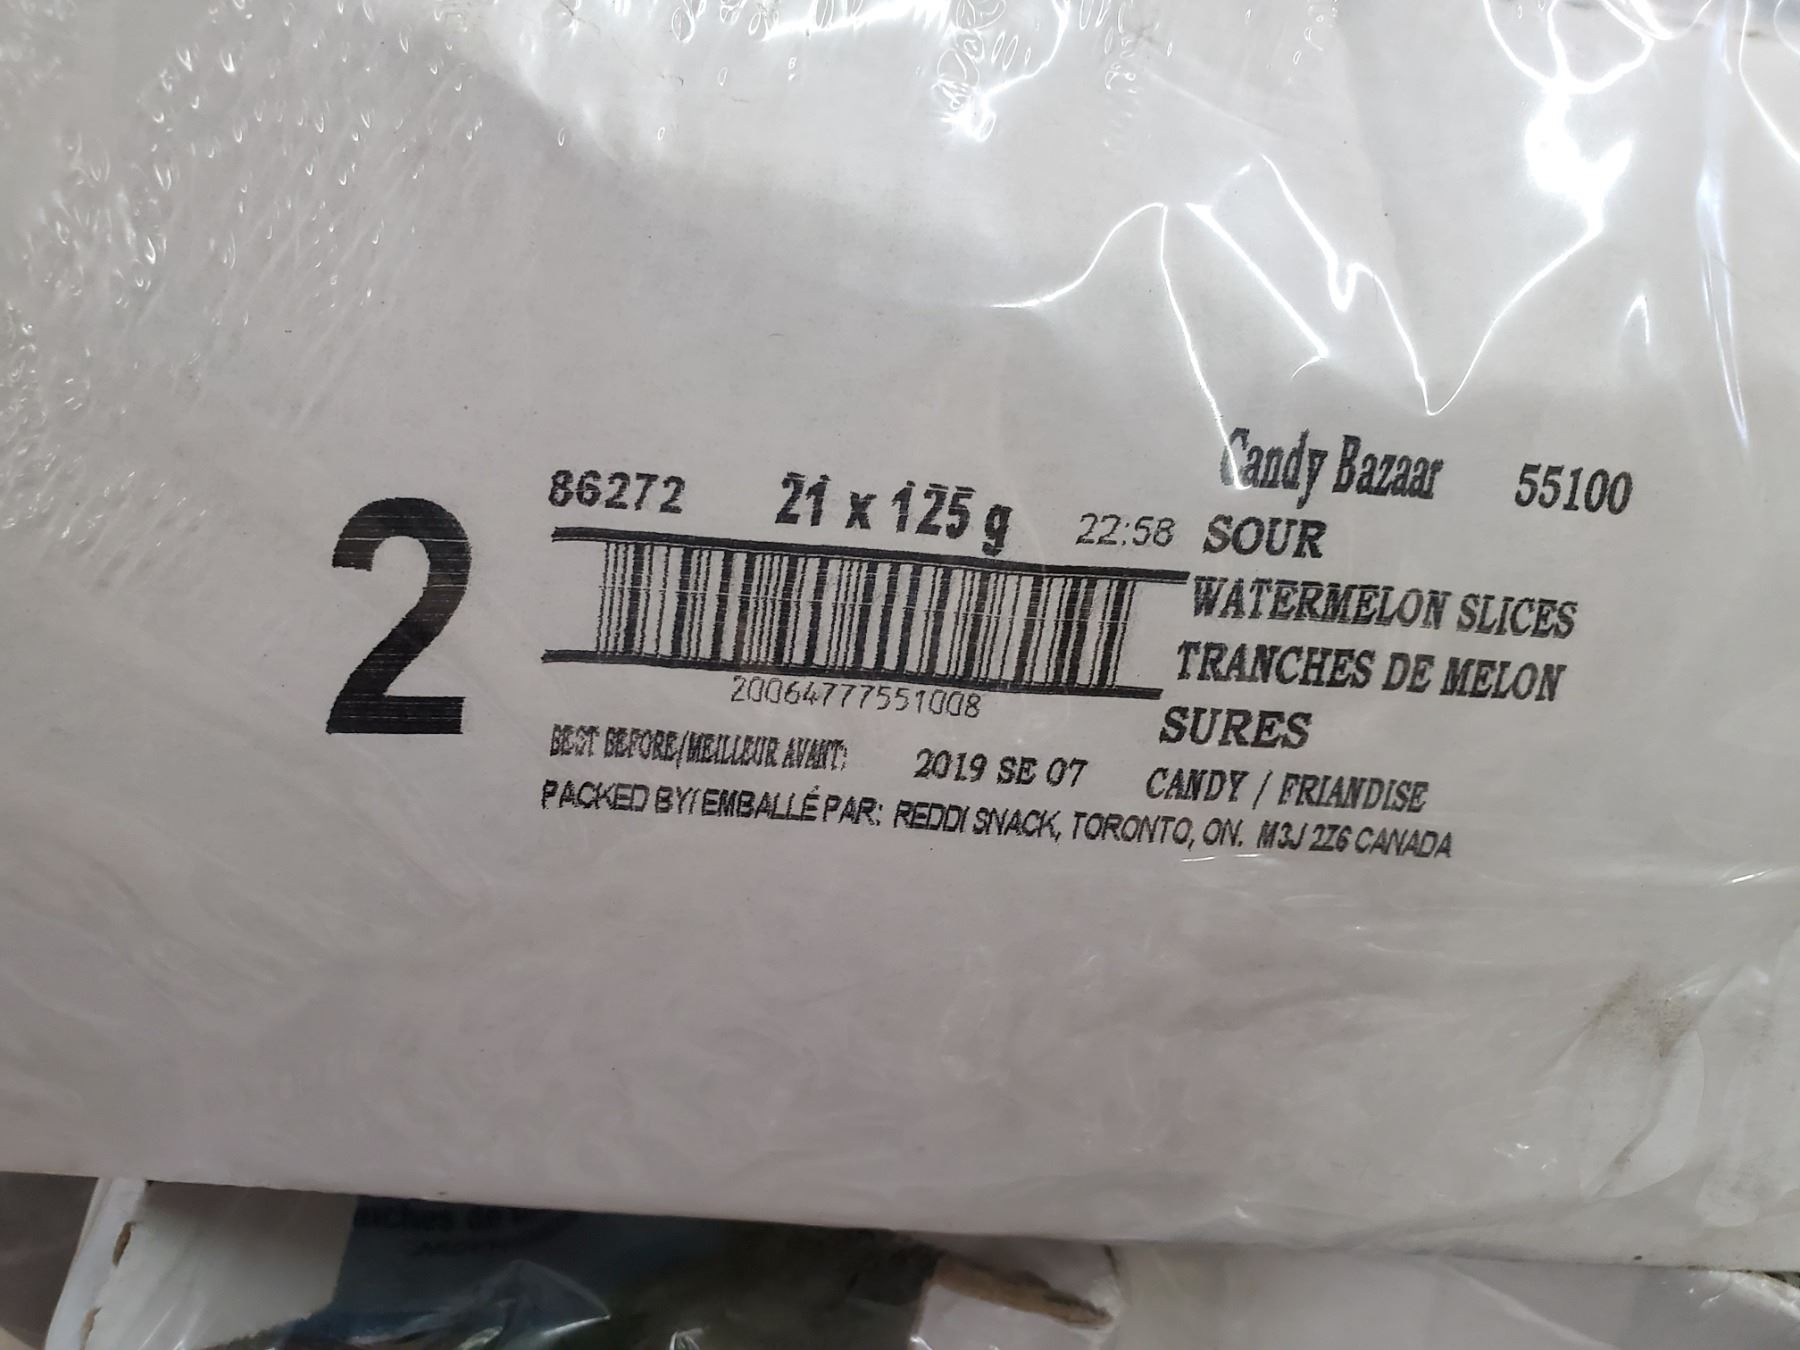 Candy Bazaar 55100
86272 21 x 125 g 22:58 SOUR
2
WATERMELON SLICES
TRANCHES DE MELON
20064777551008 SURES
BEST BEFORE/MEILLEUR AVANT: 2019 SE 07 CANDY / FRIANDISE
PACKED BY/EMBALLÉ PAR: REDDI SNACK, TORONTO, ON. M3J 2Z6 CANADA